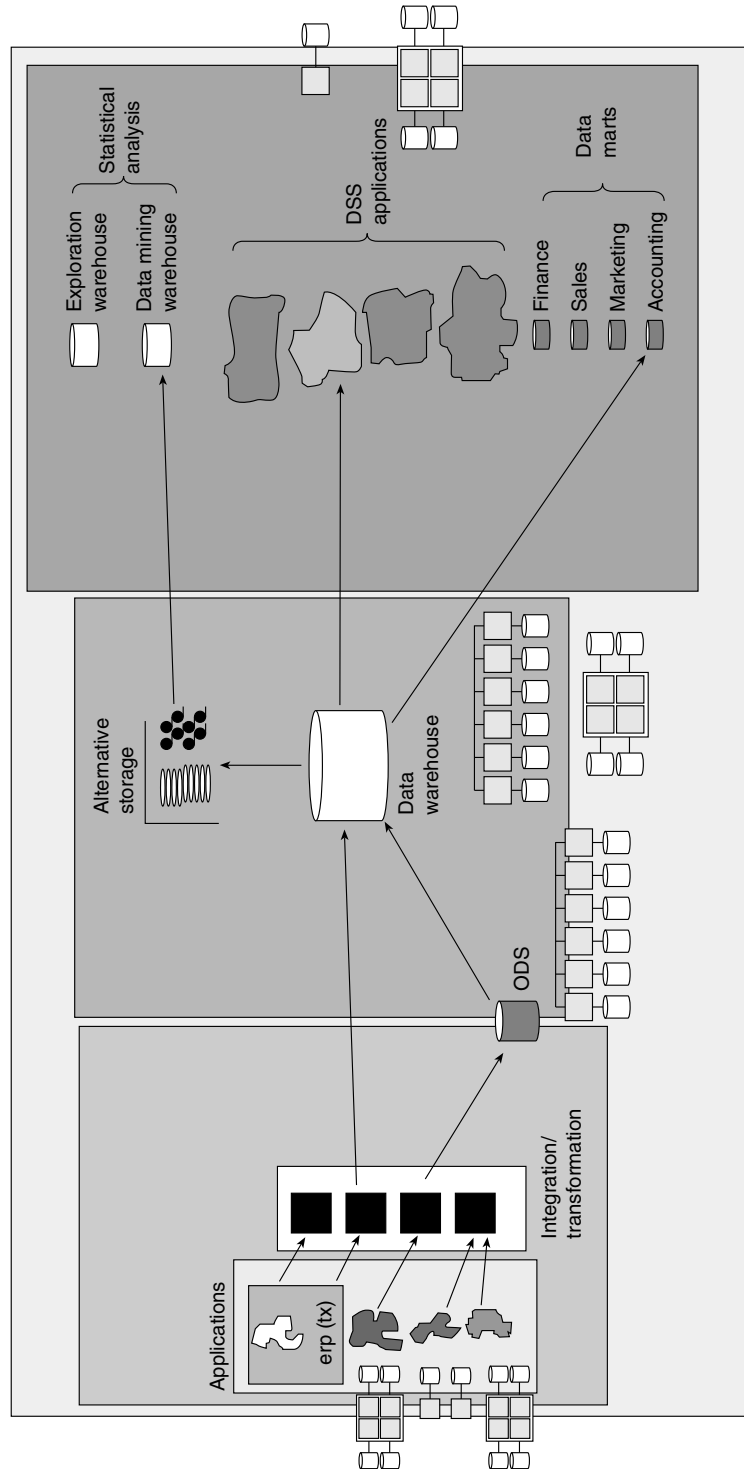 Applications
erp (tx)
Integration/
transformation
ODS
Alternative
storage
Data
warehouse
Statistical
analysis
Exploration
warehouse
Data mining
warehouse
DSS
applications
Data
marts
Finance
Sales
Marketing
Accounting